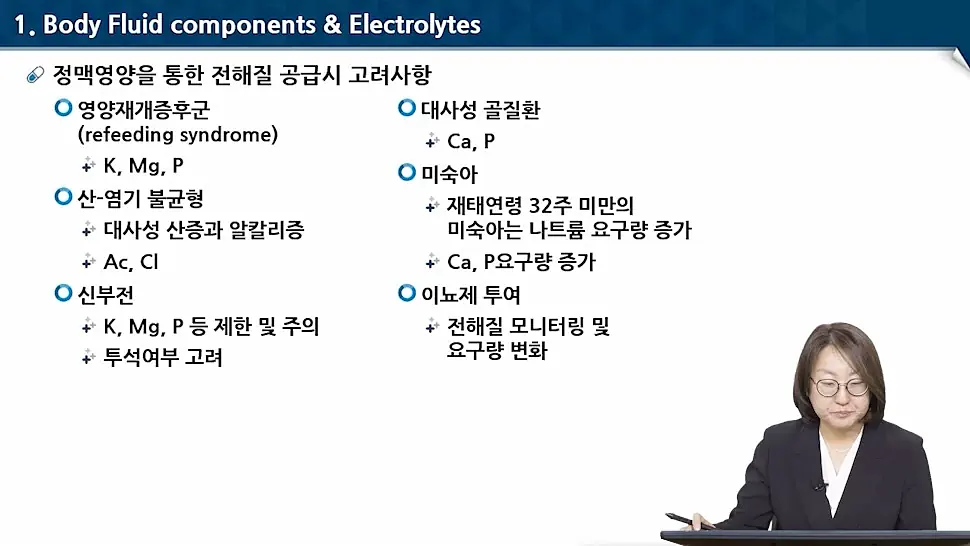 1. Body Fluid components & Electrolytes
정맥영양을 통한 전해질 공급시 고려사항
영양재개증후군
(refeeding syndrome)
K, Mg, P
산-염기 불균형
대사성 산증과 알칼리증
Ac, Cl
신부전
K, Mg, P 등 제한 및 주의
투석여부 고려
대사성 골질환
Ca, P
미숙아
재태연령 32주 미만의
미숙아는 나트륨 요구량 증가
Ca, P요구량 증가
이뇨제 투여
전해질 모니터링 및
요구량 변화